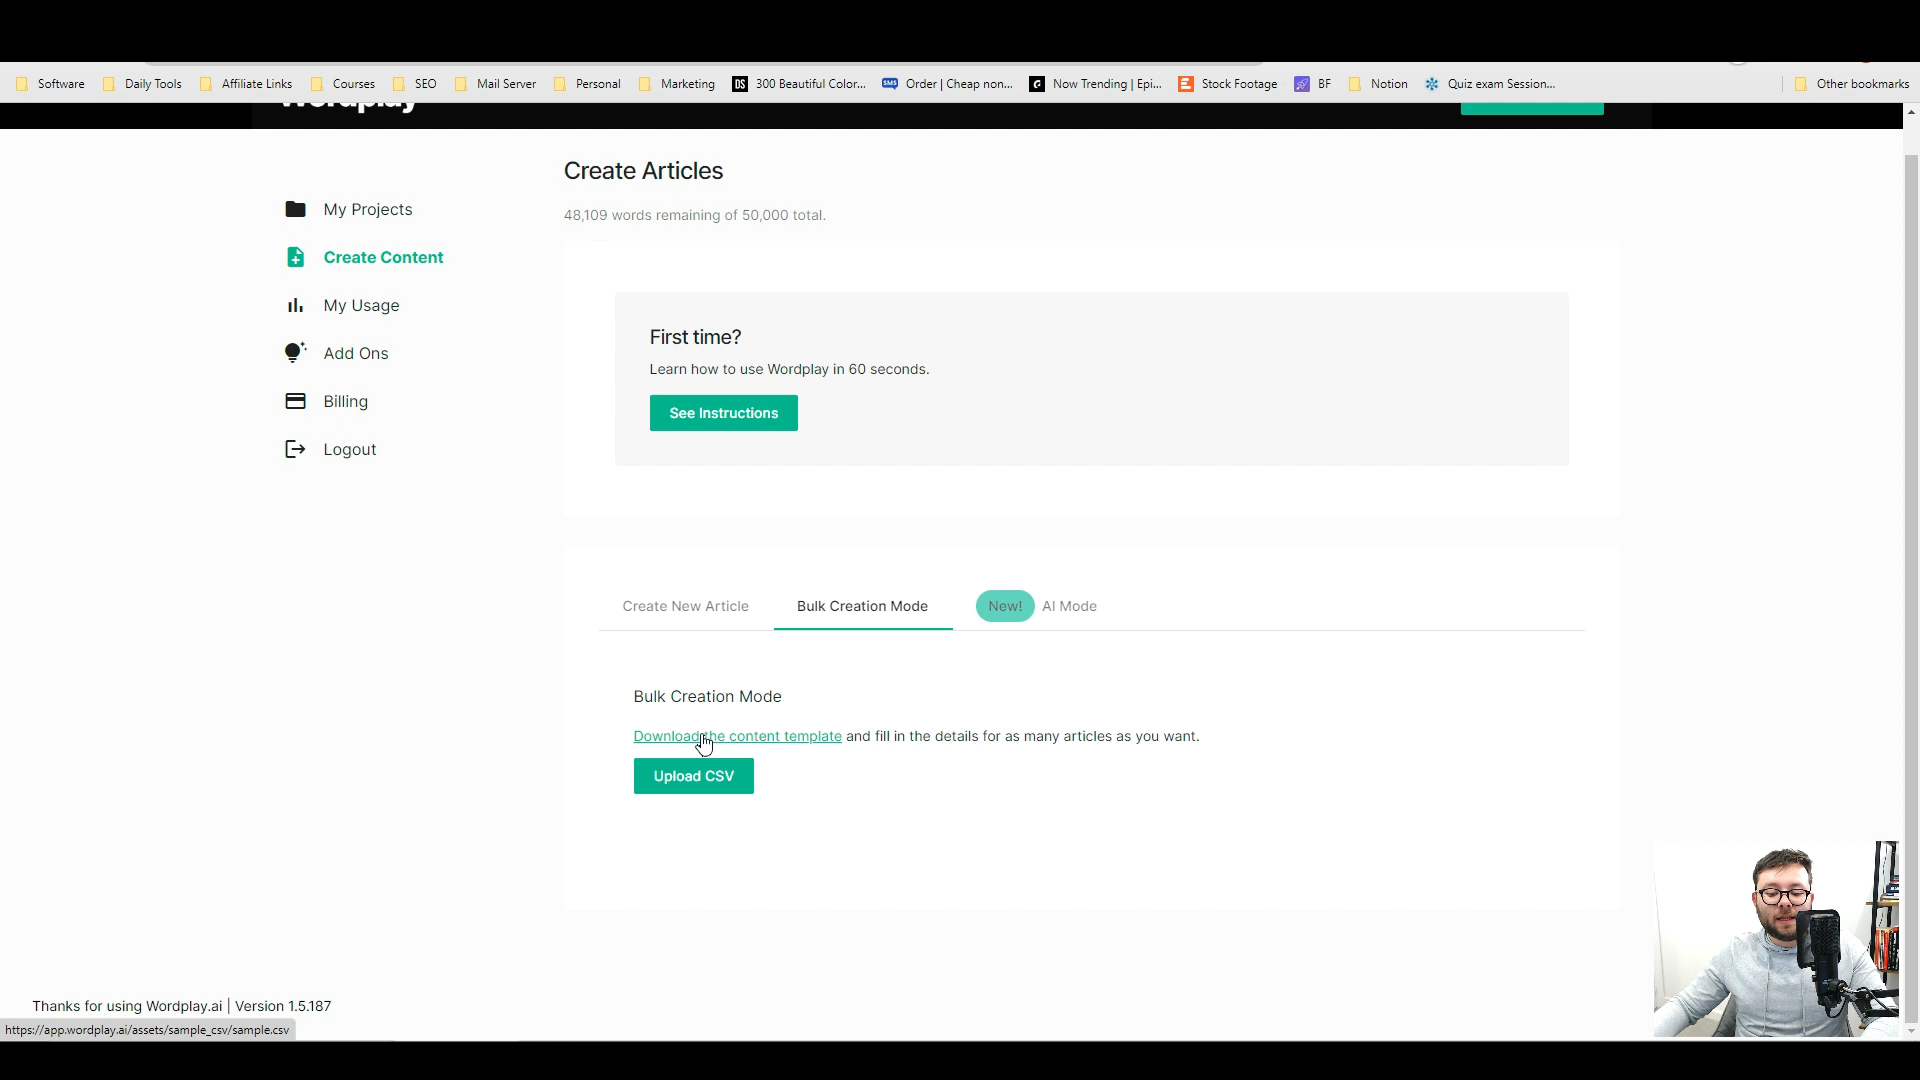 Software Daily Tools Affiliate Links Courses SEO Mail Server Personal Marketing DS 300 Beautiful Color... SMS Order | Cheap non... Now Trending | Epi... Stock Footage BF Notion Quiz exam Session... Other bookmarks
Wordplay
Create Articles
48,109 words remaining of 50,000 total.
My Projects
Create Content
My Usage
Add Ons
Billing
Logout
First time?
Learn how to use Wordplay in 60 seconds.
See Instructions
Create New Article Bulk Creation Mode New! AI Mode
Bulk Creation Mode
Download the content template and fill in the details for as many articles as you want.
Upload CSV
Thanks for using Wordplay.ai | Version 1.5.187
https://app.wordplay.ai/assets/sample_csv/sample.csv